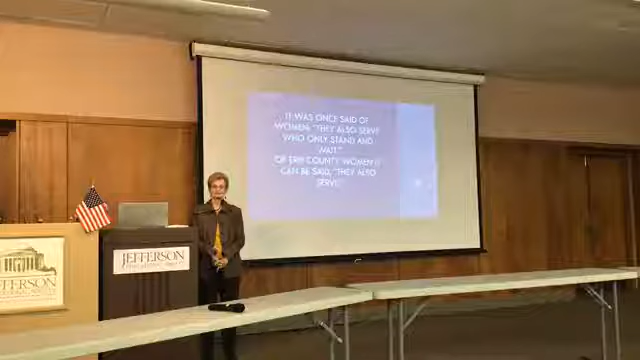 IT WAS ONCE SAID OF
WOMEN, "THEY ALSO SERVE
WHO ONLY STAND AND
WAIT."
OF ERIE COUNTY WOMEN IT
CAN BE SAID, "THEY ALSO
SERVE"
JEFFERSON
FERSON